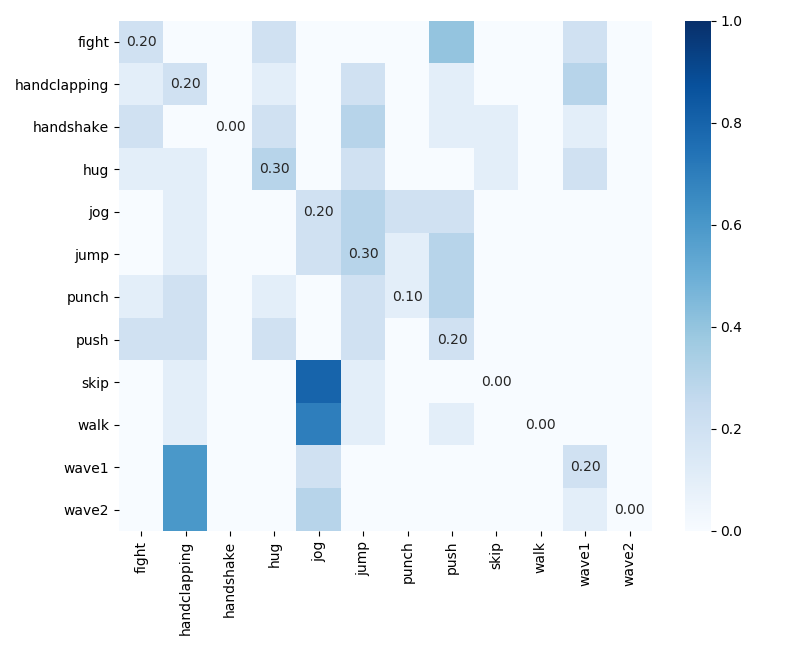 1.0
fight 0.20
handclapping 0.20
handshake 0.00
0.8
hug 0.30
jog 0.20
0.6
jump 0.30
punch 0.10
0.4
push 0.20
skip 0.00
0.2
walk 0.00
wave1 0.20
wave2 0.00
0.0
fight handclapping handshake hug jog jump punch push skip walk wave1 wave2